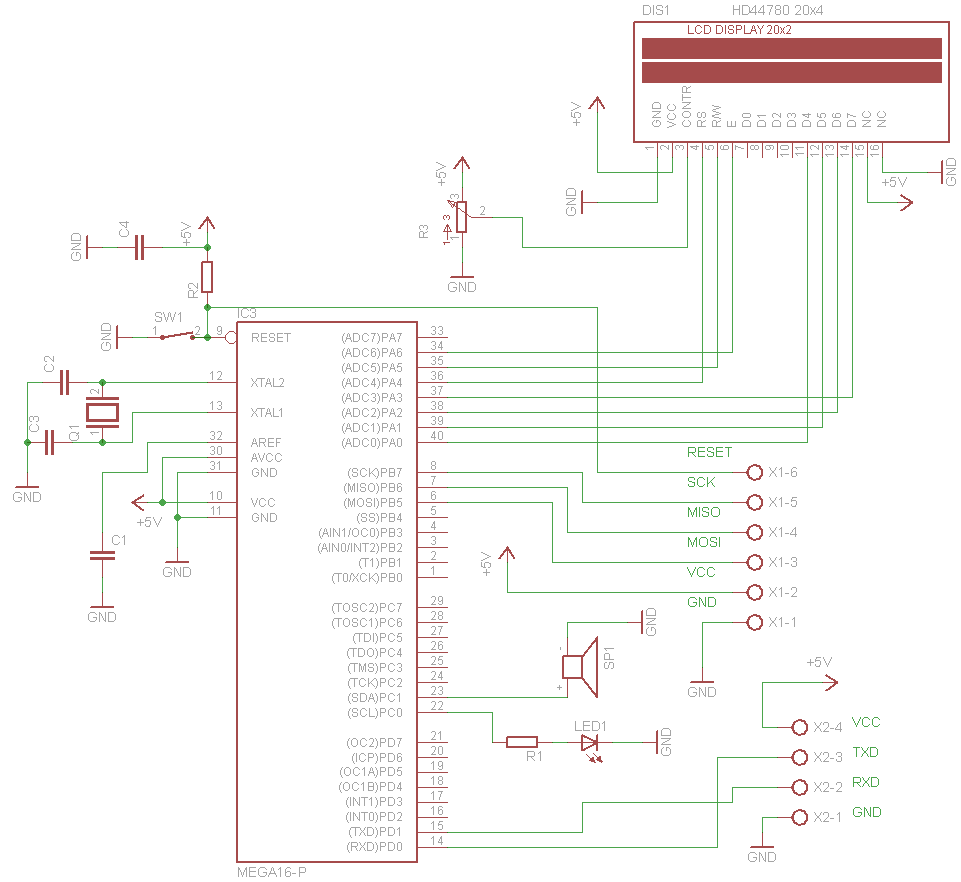 DIS1 HD44780 20x4
LCD DISPLAY 20x2
GND VCC CONTR RS R/W E D0 D1 D2 D3 D4 D5 D6 D7 NC NC
1 2 3 4 5 6 7 8 9 10 11 12 13 14 15 16
+5V
GND
+5V
GND
+5V
R3
3
2
1
1 3
GND
C4
GND
+5V
R2
SW1
GND
1 2
IC3
9 RESET
12 XTAL2
13 XTAL1
32 AREF
30 AVCC
31 GND
10 VCC
11 GND
C2
C3
Q1
2
1
GND
+5V
C1
GND
GND
(ADC7)PA7 33
(ADC6)PA6 34
(ADC5)PA5 35
(ADC4)PA4 36
(ADC3)PA3 37
(ADC2)PA2 38
(ADC1)PA1 39
(ADC0)PA0 40
(SCK)PB7 8
(MISO)PB6 7
(MOSI)PB5 6
(SS)PB4 5
(AIN1/OC0)PB3 4
(AIN0/INT2)PB2 3
(T1)PB1 2
(T0/XCK)PB0 1
(TOSC2)PC7 29
(TOSC1)PC6 28
(TDI)PC5 27
(TDO)PC4 26
(TMS)PC3 25
(TCK)PC2 24
(SDA)PC1 23
(SCL)PC0 22
(OC2)PD7 21
(ICP)PD6 20
(OC1A)PD5 19
(OC1B)PD4 18
(INT1)PD3 17
(INT0)PD2 16
(TXD)PD1 15
(RXD)PD0 14
MEGA16-P
RESET
X1-6
SCK
X1-5
MISO
X1-4
MOSI
X1-3
VCC
X1-2
GND
X1-1
+5V
GND
GND
SP1
-
+
LED1
R1
GND
+5V
X2-4 VCC
X2-3 TXD
X2-2 RXD
X2-1 GND
GND